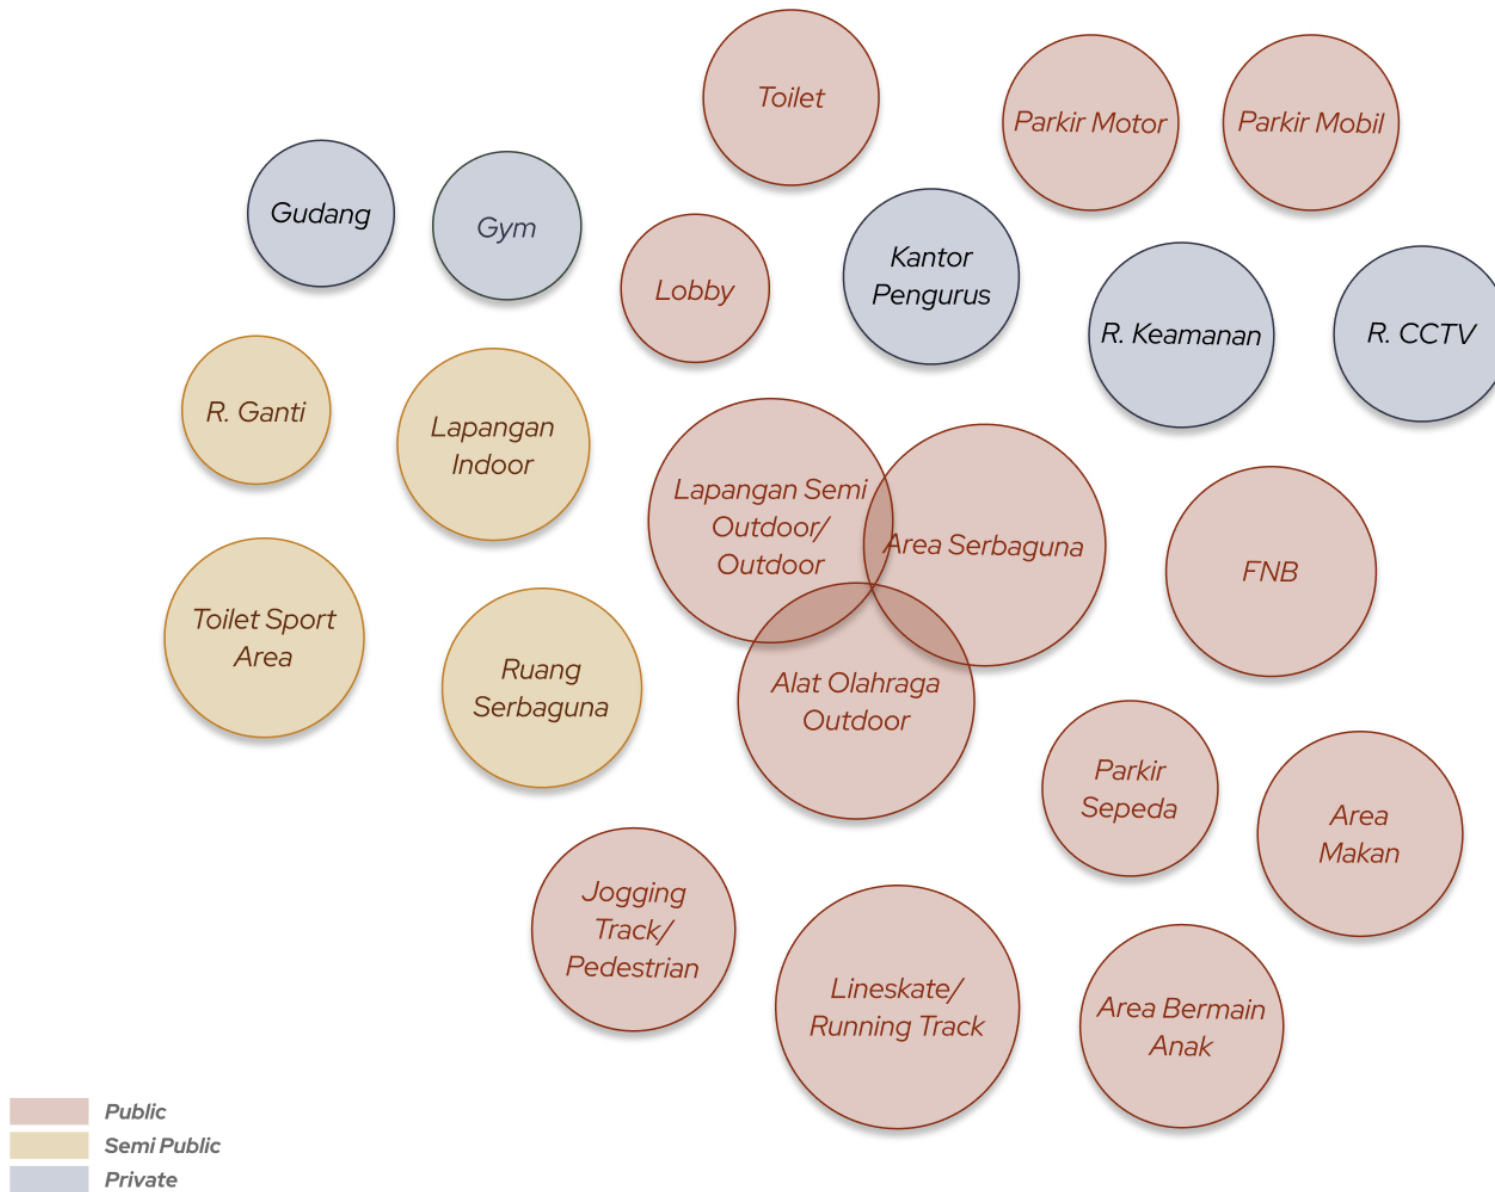 Toilet
Parkir Motor
Parkir Mobil
Gudang
Gym
Lobby
Kantor
Pengurus
R. Keamanan
R. CCTV
R. Ganti
Lapangan
Indoor
Lapangan Semi
Outdoor/
Outdoor
Area Serbaguna
FNB
Toilet Sport
Area
Ruang
Serbaguna
Alat Olahraga
Outdoor
Parkir
Sepeda
Area
Makan
Jogging
Track/
Pedestrian
Lineskate/
Running Track
Area Bermain
Anak
Public
Semi Public
Private